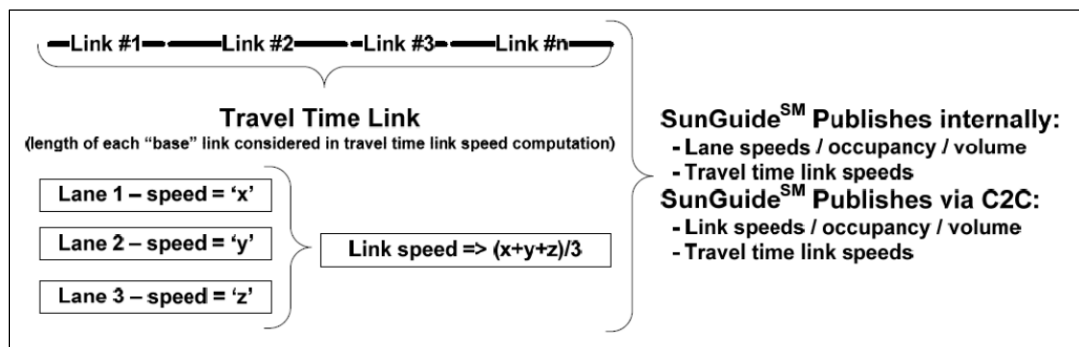 Link #1 Link #2 Link #3 Link #n
Travel Time Link
(length of each “base” link considered in travel time link speed computation)
Lane 1 – speed = ‘x’
Lane 2 – speed = ‘y’
Lane 3 – speed = ‘z’
Link speed => (x+y+z)/3
SunGuideSM Publishes internally:
- Lane speeds / occupancy / volume
- Travel time link speeds
SunGuideSM Publishes via C2C:
- Link speeds / occupancy / volume
- Travel time link speeds